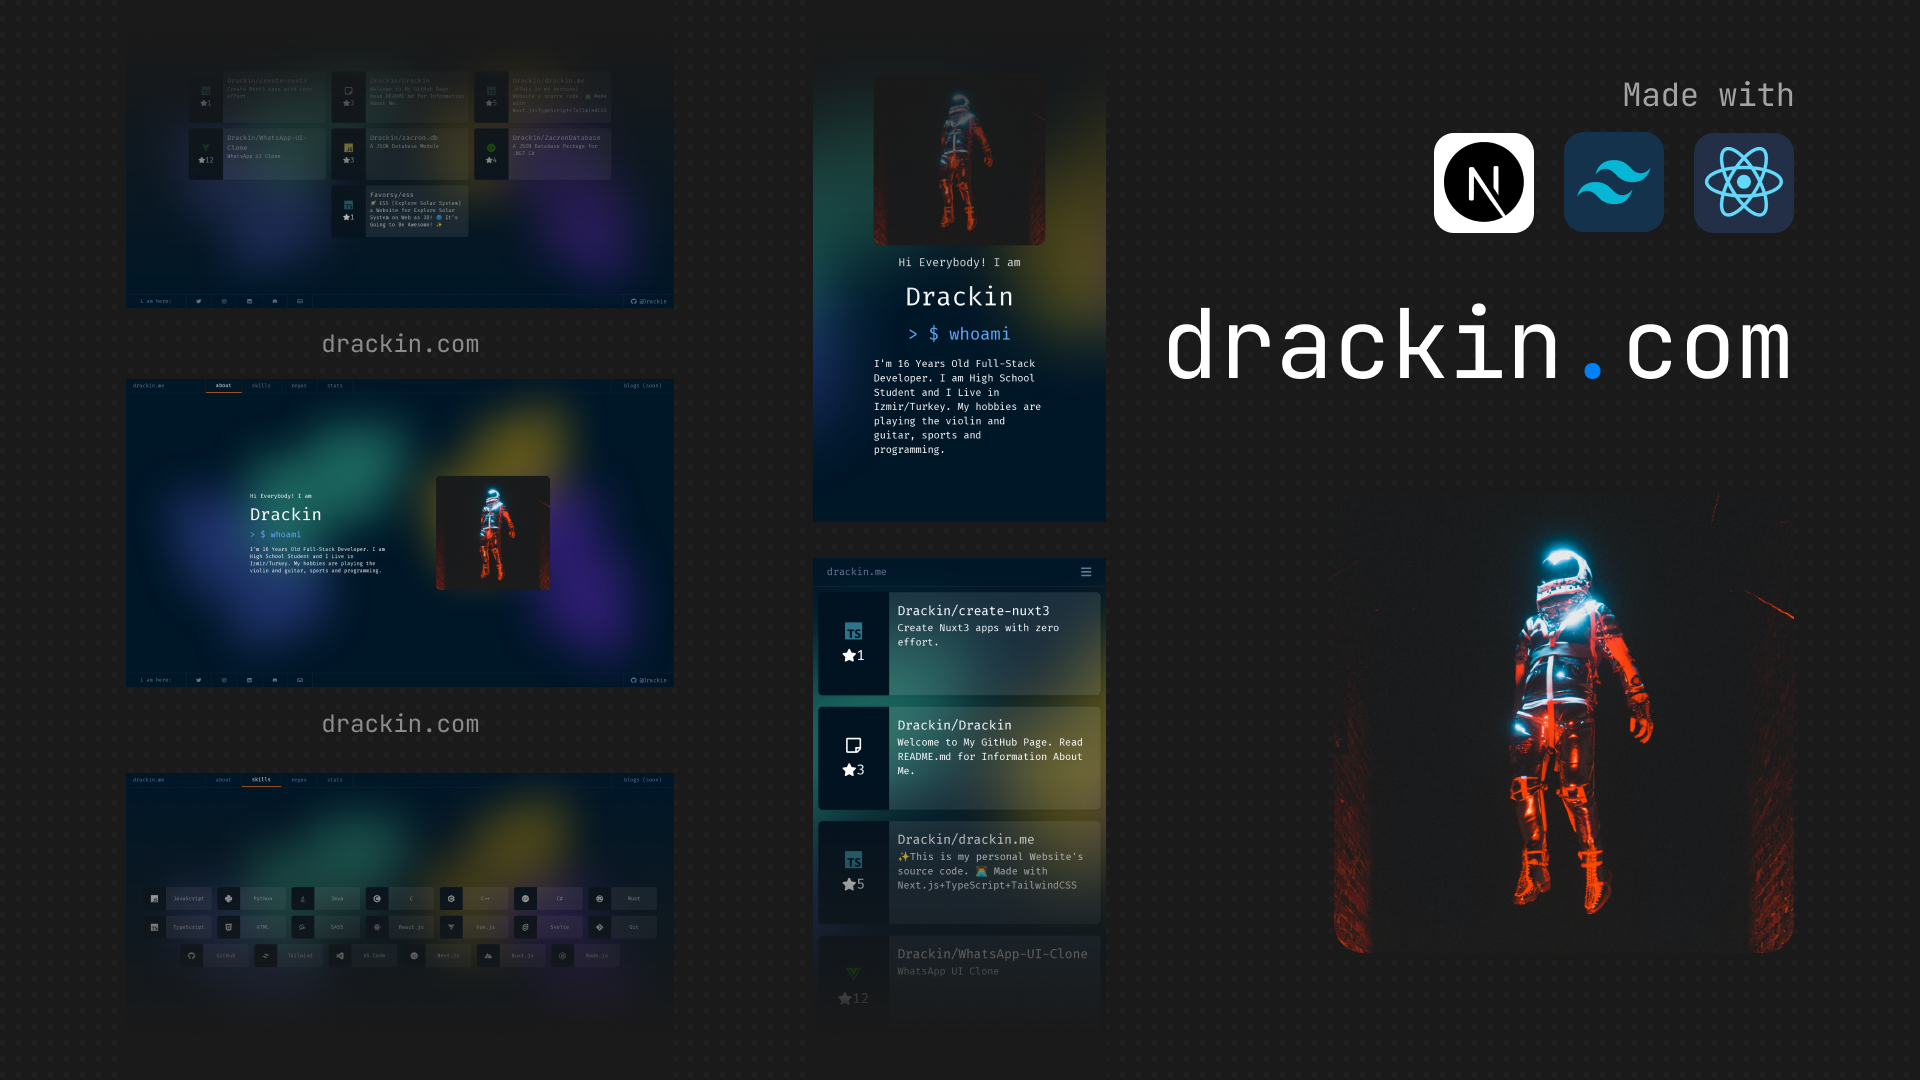 Drackin/create-nuxt3
Create Nuxt3 apps with zero
effort.
★1
Drackin/Drackin
Welcome to My GitHub Page.
Read README.md for Information
About Me.
★3
Drackin/drackin.me
✨This is my personal
Website's source code. Made
with
Next.js+TypeScript+TailwindCSS
★5
Drackin/WhatsApp-UI-
Clone
WhatsApp UI Clone
★12
Drackin/zacron.db
A JSON Database Module
★3
Drackin/ZacronDatabase
A JSON Database Package for
.NET C#
★4
Favorsy/ess
🚀 ESS (Explore Solar System)
a Website for Explore Solar
System on Web as 3D! 🌎 It's
Going to Be Awesome! ✨
TS
★1
i am here:
@Drackin
drackin.com
drackin.me
about
skills
repos
stats
blogs (soon)
Hi Everybody! I am
Drackin
> $ whoami
I'm 16 Years Old Full-Stack Developer. I am
High School Student and I Live in
Izmir/Turkey. My hobbies are playing the
violin and guitar, sports and programming.
i am here:
@Drackin
drackin.com
drackin.me
about
skills
repos
stats
blogs (soon)
JavaScript
Python
Java
C
C++
C#
Rust
TypeScript
HTML
SASS
React.js
Vue.js
Svelte
Git
GitHub
Tailwind
VS Code
Next.js
Nuxt.js
Node.js
Hi Everybody! I am
Drackin
> $ whoami
I'm 16 Years Old Full-Stack
Developer. I am High School
Student and I Live in
Izmir/Turkey. My hobbies are
playing the violin and
guitar, sports and
programming.
drackin.me
TS
★1
Drackin/create-nuxt3
Create Nuxt3 apps with zero
effort.
★3
Drackin/Drackin
Welcome to My GitHub Page. Read
README.md for Information About
Me.
TS
★5
Drackin/drackin.me
✨This is my personal Website's
source code. 👨‍💻 Made with
Next.js+TypeScript+TailwindCSS
★12
Drackin/WhatsApp-UI-Clone
WhatsApp UI Clone
Made with
N
drackin.com